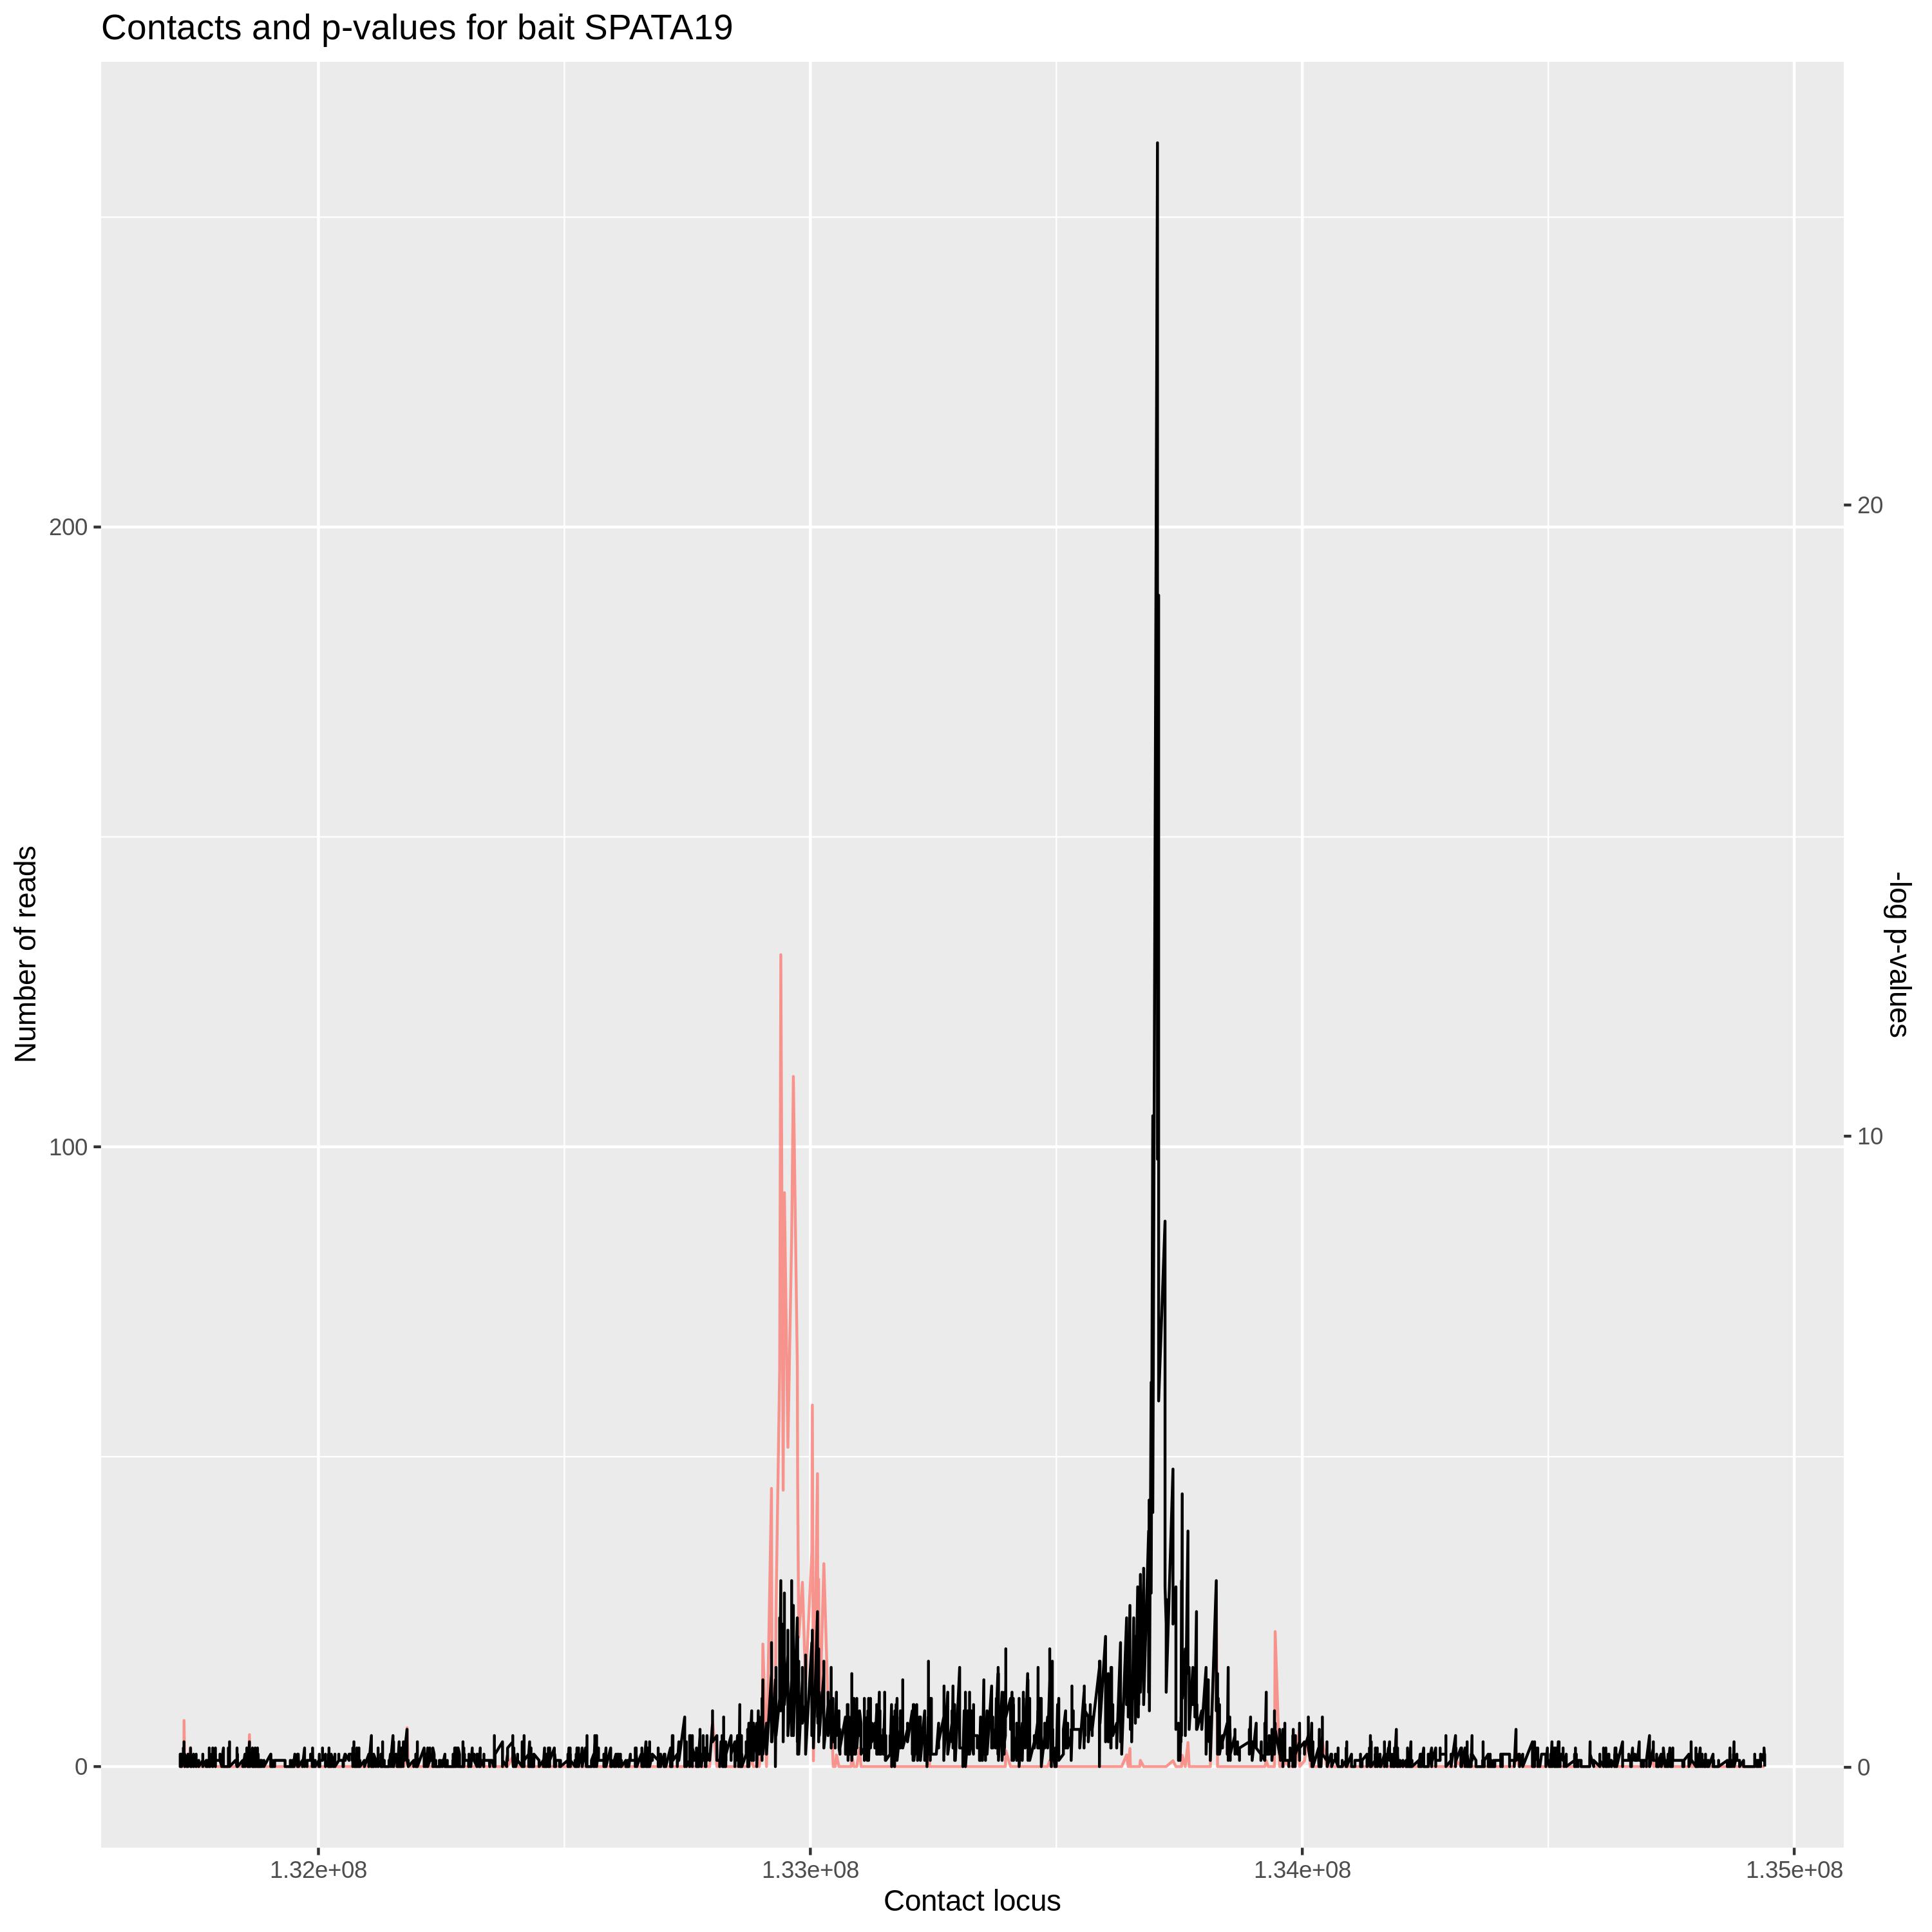 Contacts and p-values for bait SPATA19
Number of reads
200
100
0
20
10
0
-log p-values
1.32e+08
1.33e+08
1.34e+08
1.35e+08
Contact locus